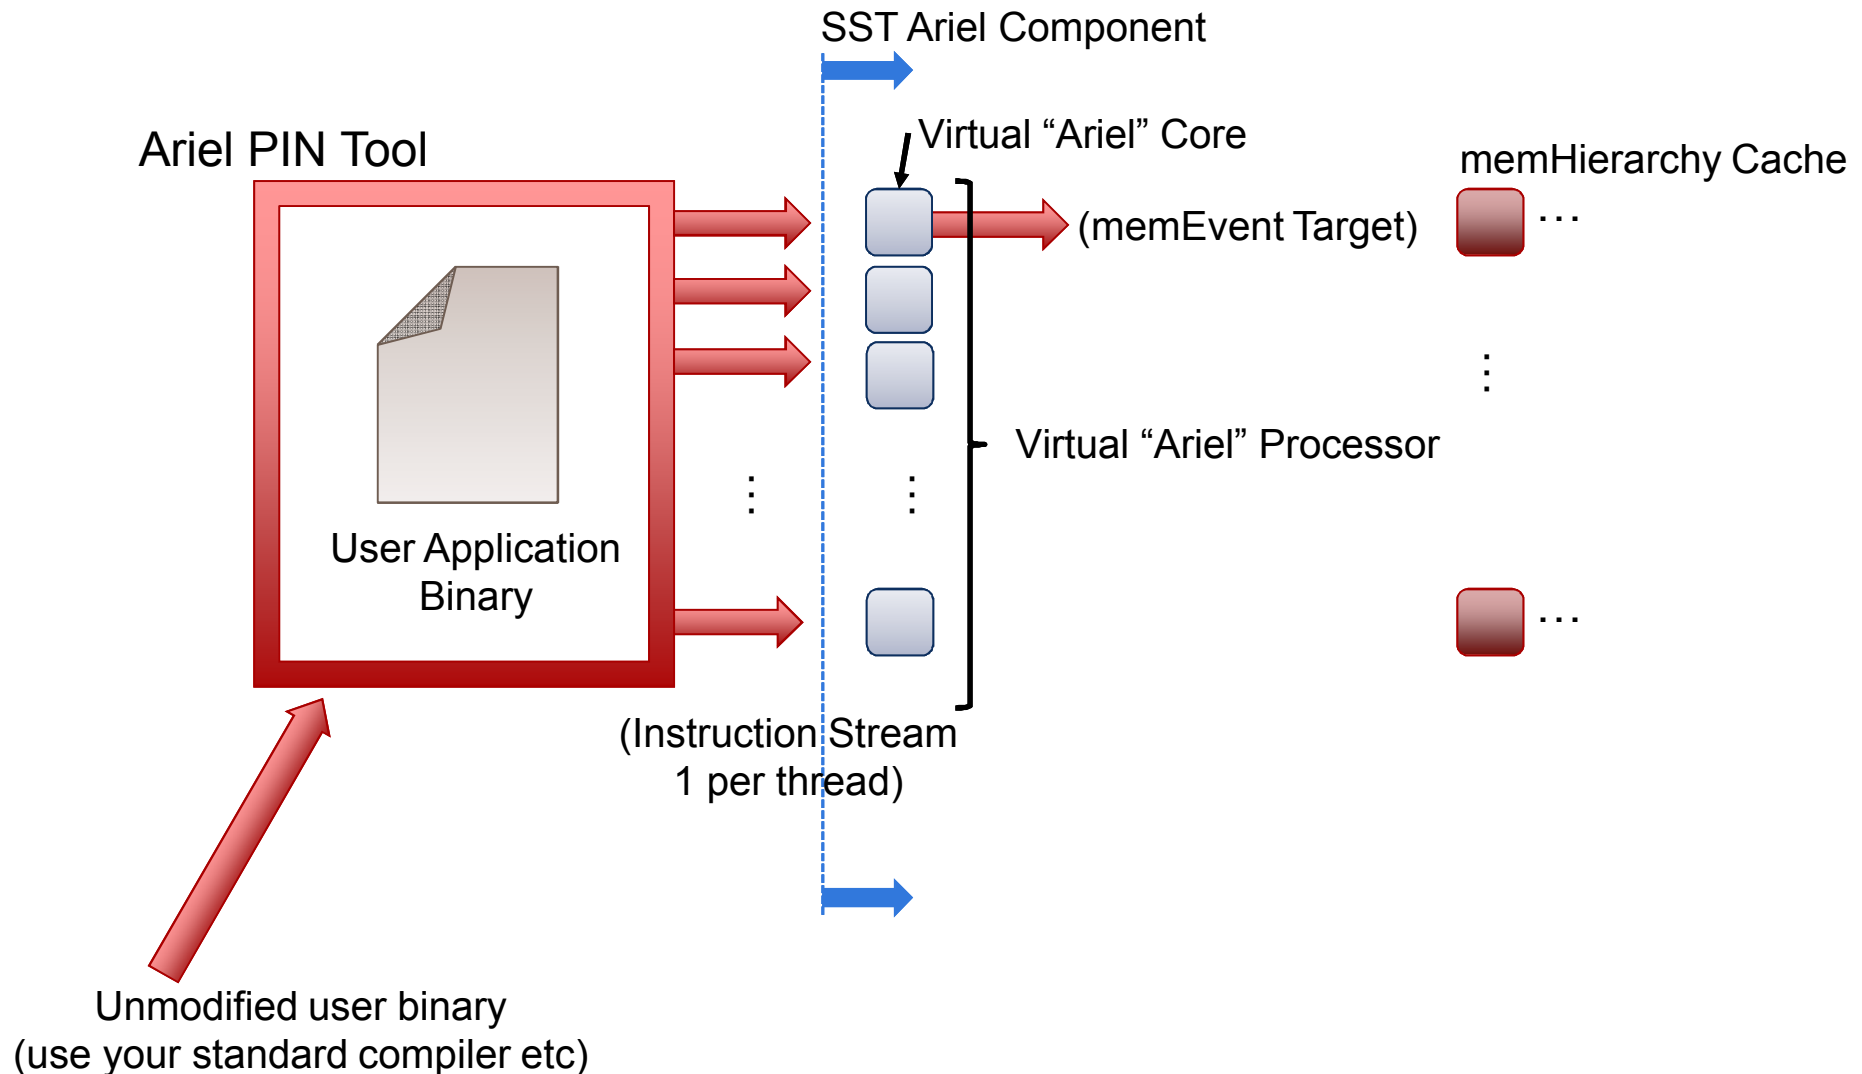 SST Ariel Component
Virtual “Ariel” Core
Ariel PIN Tool
memHierarchy Cache
(memEvent Target)
...
⋮
Virtual “Ariel” Processor
⋮
⋮
User Application
Binary
...
(Instruction Stream
1 per thread)
Unmodified user binary
(use your standard compiler etc)